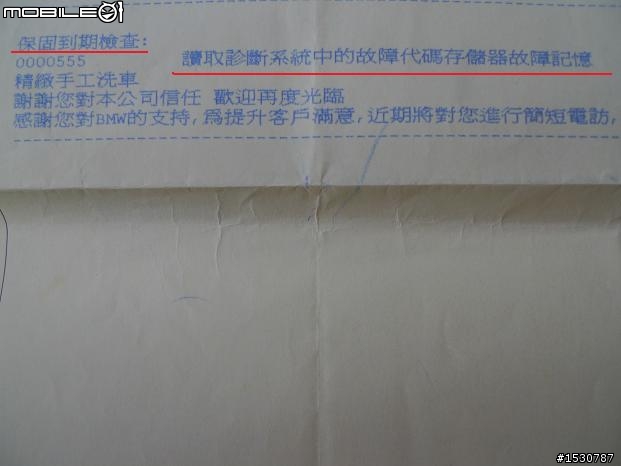 MOBILE01
保固到期檢查:
讀取診斷系統中的故障代碼存儲器故障記憶
0000555
精緻手工洗車
謝謝您對本公司信任 歡迎再度光臨
感謝您對BMW的支持,為提升客戶滿意,近期將對您進行簡短電訪,
#1530787